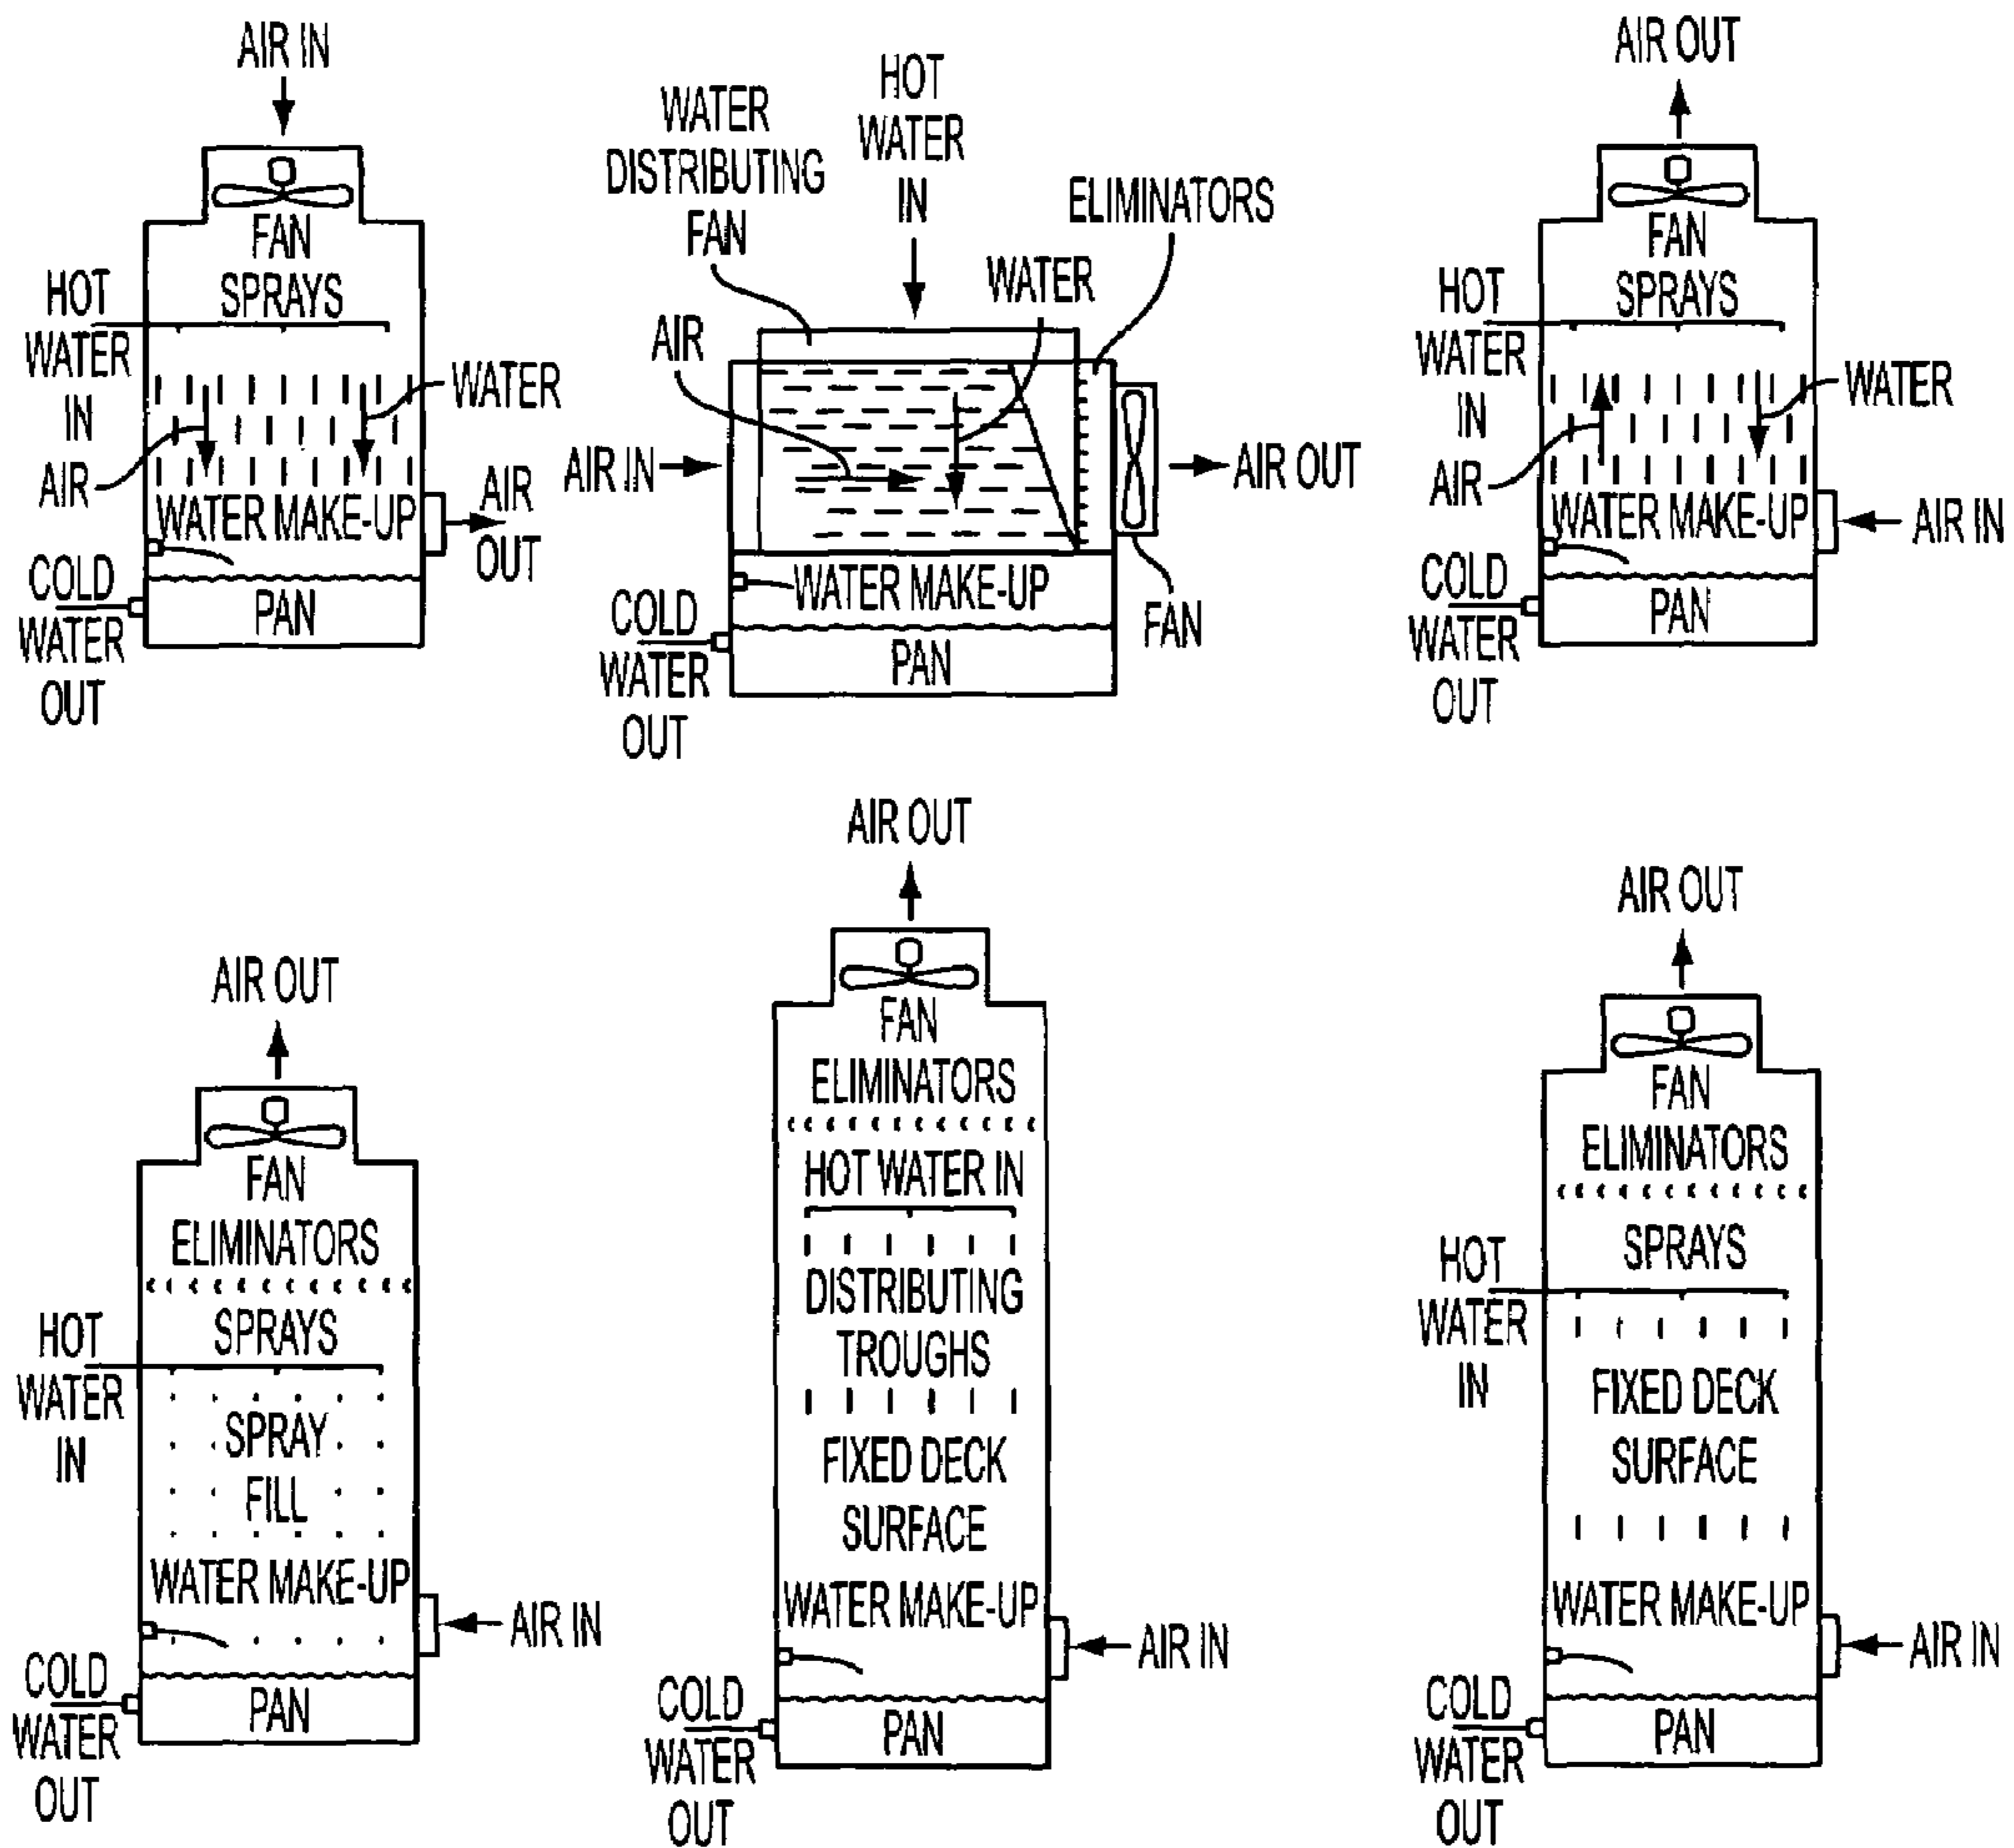 AIR IN
FAN
SPRAYS
HOT
WATER
IN
AIR
WATER
WATER MAKE-UP
AIR
OUT
COLD
WATER
OUT
PAN
WATER
DISTRIBUTING
FAN
HOT
WATER
IN
ELIMINATORS
WATER
AIR
AIR IN
AIR OUT
WATER MAKE-UP
FAN
COLD
WATER
OUT
PAN
AIR OUT
FAN
SPRAYS
HOT
WATER
IN
AIR
WATER
WATER MAKE-UP
AIR IN
COLD
WATER
OUT
PAN
AIR OUT
FAN
ELIMINATORS
SPRAYS
HOT
WATER
IN
SPRAY
FILL
WATER MAKE-UP
AIR IN
COLD
WATER
OUT
PAN
AIR OUT
FAN
ELIMINATORS
HOT WATER IN
DISTRIBUTING
TROUGHS
FIXED DECK
SURFACE
WATER MAKE-UP
AIR IN
COLD
WATER
OUT
PAN
AIR OUT
FAN
ELIMINATORS
SPRAYS
HOT
WATER
IN
FIXED DECK
SURFACE
WATER MAKE-UP
AIR IN
COLD
WATER
OUT
PAN